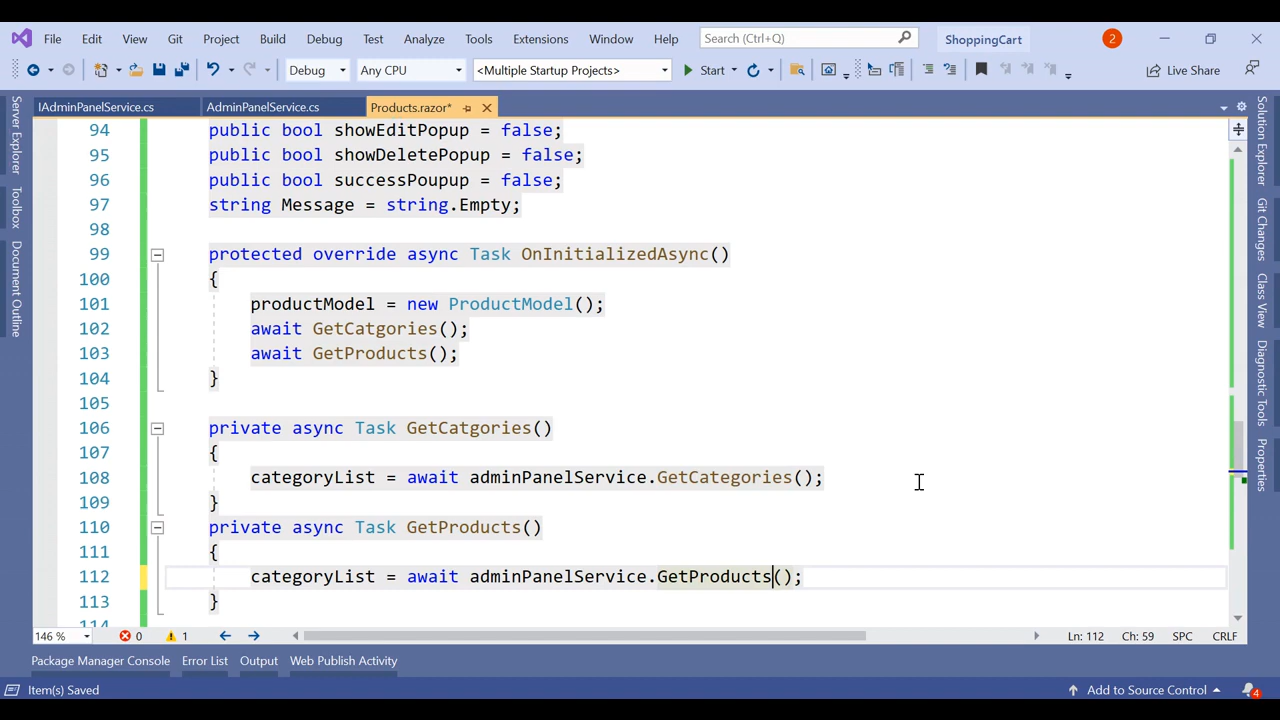 File Edit View Git Project Build Debug Test Analyze Tools Extensions Window Help Search (Ctrl+Q) ShoppingCart 2
Debug Any CPU <Multiple Startup Projects> Start Live Share
IAdminPanelService.cs AdminPanelService.cs Products.razor*
94 public bool showEditPopup = false;
95 public bool showDeletePopup = false;
96 public bool successPoupup = false;
97 string Message = string.Empty;
98
99 protected override async Task OnInitializedAsync()
100 {
101 productModel = new ProductModel();
102 await GetCatgories();
103 await GetProducts();
104 }
105
106 private async Task GetCatgories()
107 {
108 categoryList = await adminPanelService.GetCategories();
109 }
110 private async Task GetProducts()
111 {
112 categoryList = await adminPanelService.GetProducts();
113 }
114
146 % 0 1 Ln: 112 Ch: 59 SPC CRLF
Package Manager Console Error List Output Web Publish Activity
Item(s) Saved Add to Source Control 4
Server Explorer
Toolbox
Document Outline
Solution Explorer
Git Changes
Class View
Diagnostic Tools
Properties